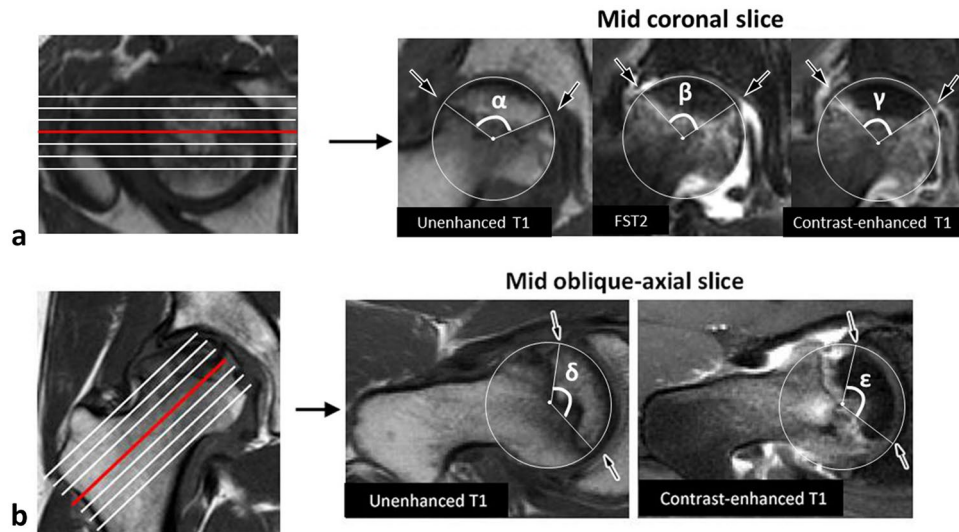 Mid coronal slice
α
β
γ
Unenhanced T1
FST2
Contrast-enhanced T1
a
Mid oblique-axial slice
δ
ε
Unenhanced T1
Contrast-enhanced T1
b